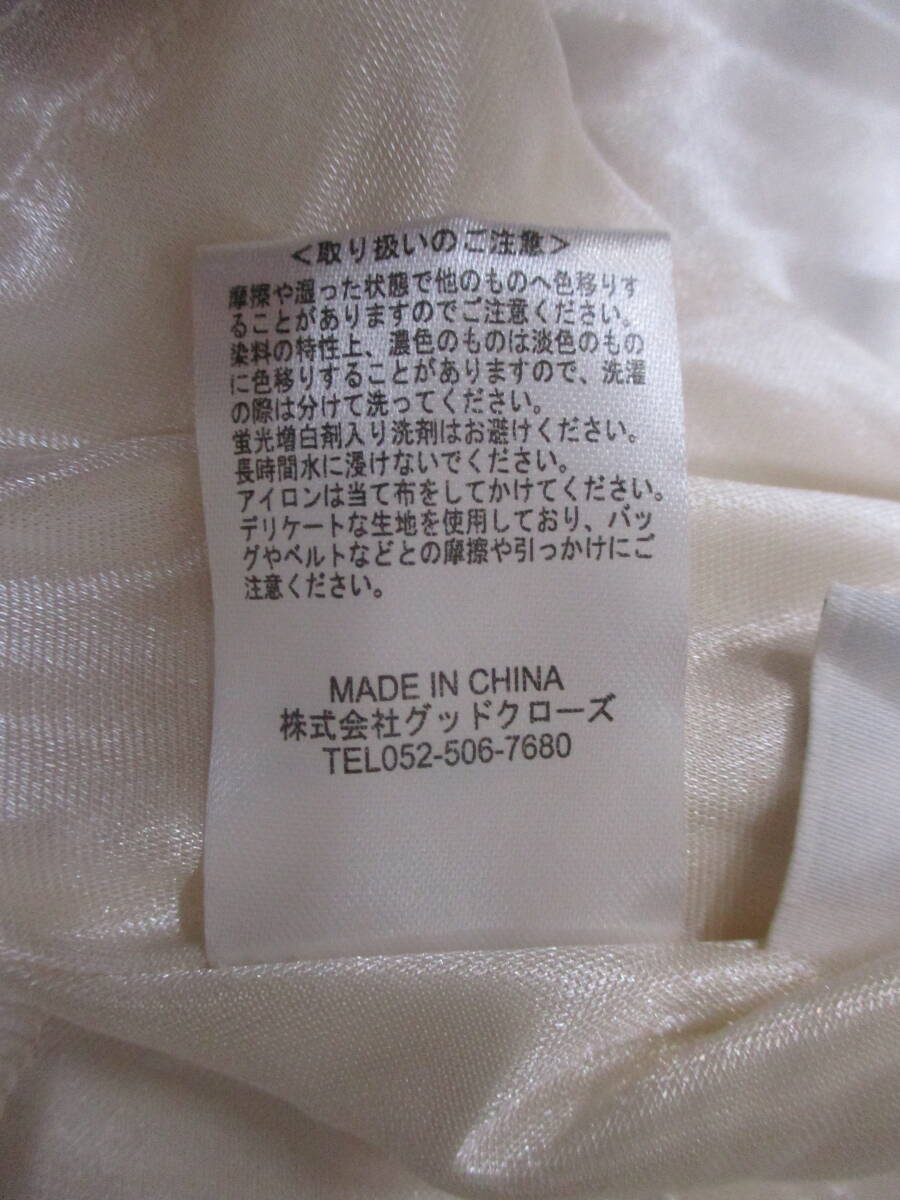 ＜取り扱いのご注意＞
摩擦や湿った状態で他のものへ色移りす
ることがありますのでご注意ください。
染料の特性上、濃色のものは淡色のもの
に色移りすることがありますので、洗濯
の際は分けて洗ってください。
蛍光増白剤入り洗剤はお避けください。
長時間水に浸けないでください。
アイロンは当て布をしてかけてください。
デリケートな生地を使用しており、バッ
グやベルトなどとの摩擦や引っかけにご
注意ください。
MADE IN CHINA
株式会社グッドクローズ
TEL052-506-7680